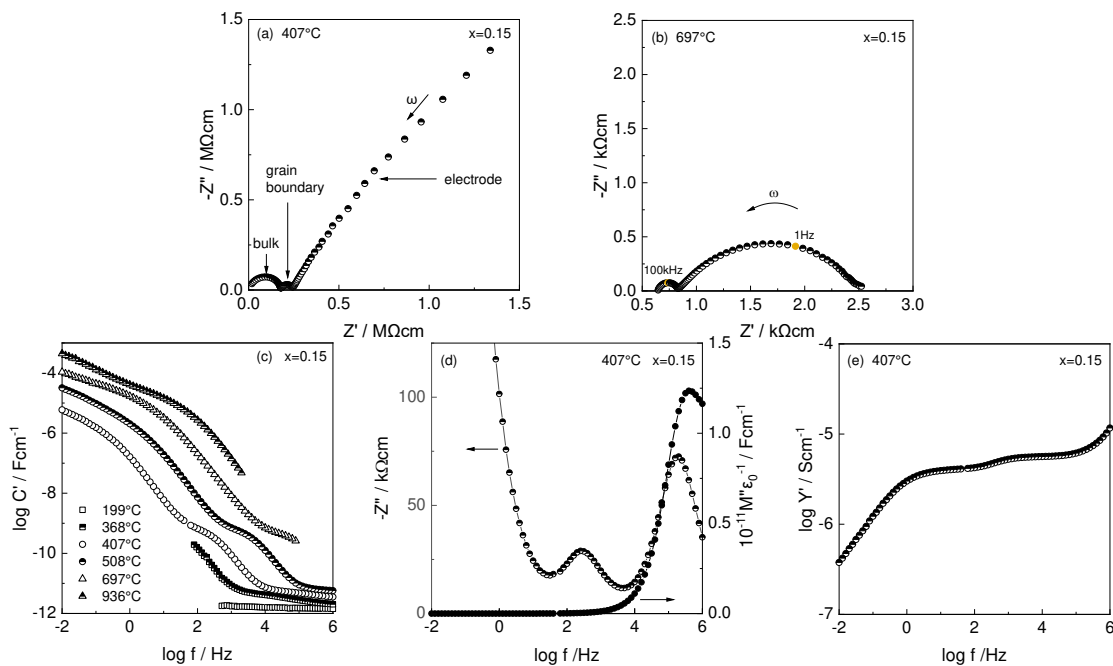 (a) 407°C x=0.15
1.5
1.0
0.5
0.0
-Z" / MΩcm
ω
grain
boundary
electrode
bulk
0.0 0.5 1.0 1.5
Z' / MΩcm
(b) 697°C x=0.15
2.5
2.0
1.5
1.0
0.5
0.0
-Z" / kΩcm
ω
1Hz
100kHz
0.5 1.0 1.5 2.0 2.5 3.0
Z' / kΩcm
(c) x=0.15
-4
-6
-8
-10
-12
log C' / Fcm-1
199°C
368°C
407°C
508°C
697°C
936°C
-2 0 2 4 6
log f / Hz
(d) 407°C x=0.15
100
50
0
-Z" / kΩcm
1.5
1.2
0.9
0.6
0.3
0.0
10-11M"ε0-1 / Fcm-1
-2 0 2 4 6
log f /Hz
(e) 407°C x=0.15
-4
-5
-6
-7
log Y' / Scm-1
-2 0 2 4 6
log f /Hz